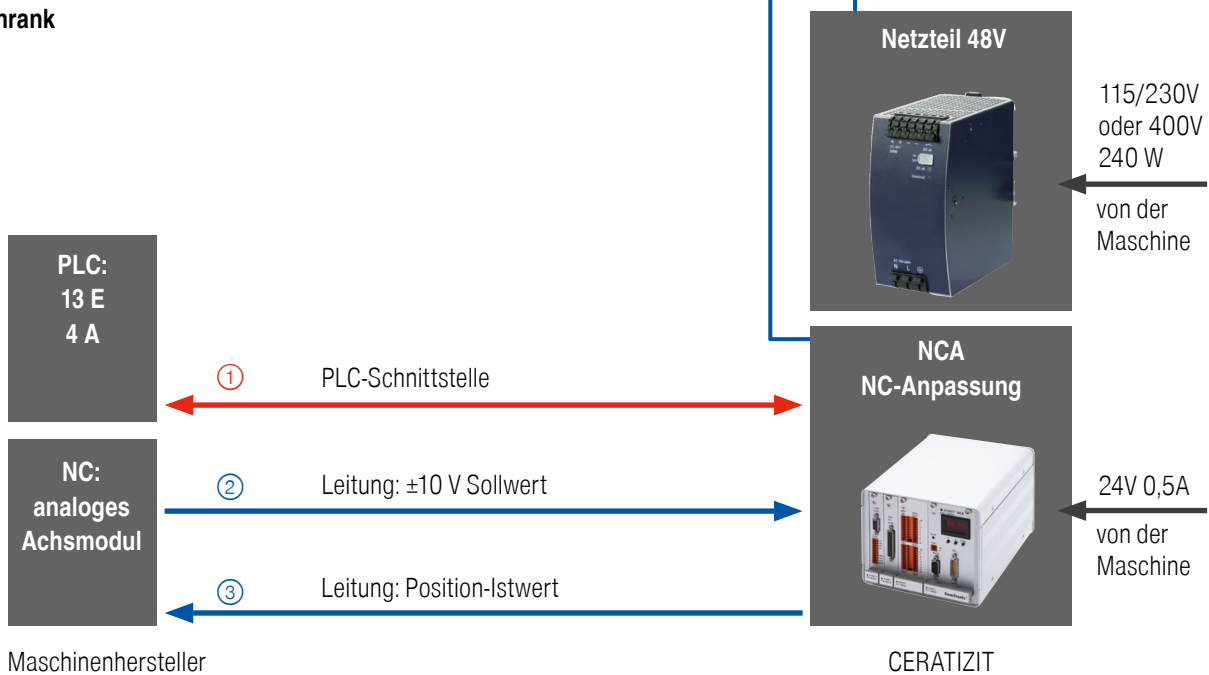 hrank
Netzteil 48V
115/230V
oder 400V
240 W
von der
Maschine
PLC:
13 E
4 A
① PLC-Schnittstelle
NCA
NC-Anpassung
NC:
analoges
Achsmodul
② Leitung: ±10 V Sollwert
24V 0,5A
von der
Maschine
③ Leitung: Position-Istwert
Maschinenhersteller
CERATIZIT